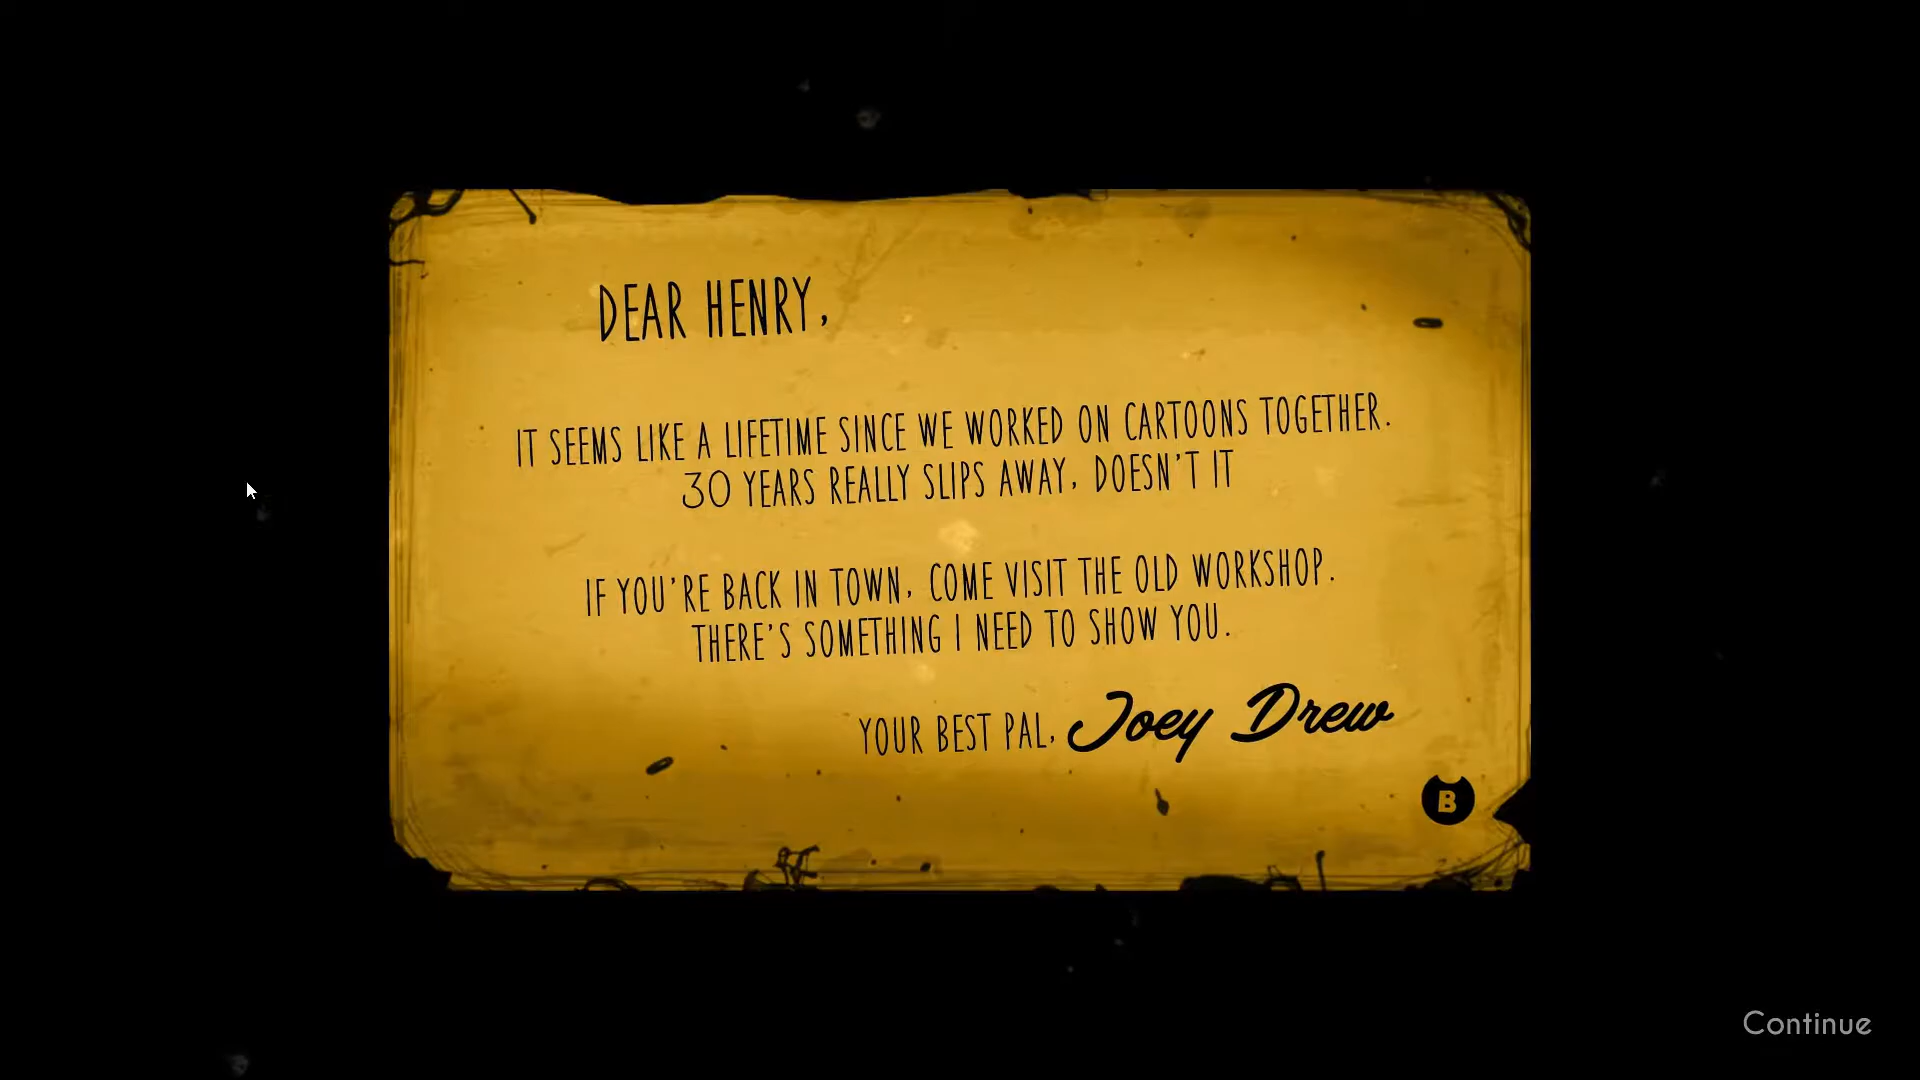 DEAR HENRY,
IT SEEMS LIKE A LIFETIME SINCE WE WORKED ON CARTOONS TOGETHER.
30 YEARS REALLY SLIPS AWAY, DOESN'T IT
IF YOU'RE BACK IN TOWN, COME VISIT THE OLD WORKSHOP.
THERE'S SOMETHING I NEED TO SHOW YOU.
YOUR BEST PAL, Joey Drew
B
Continue